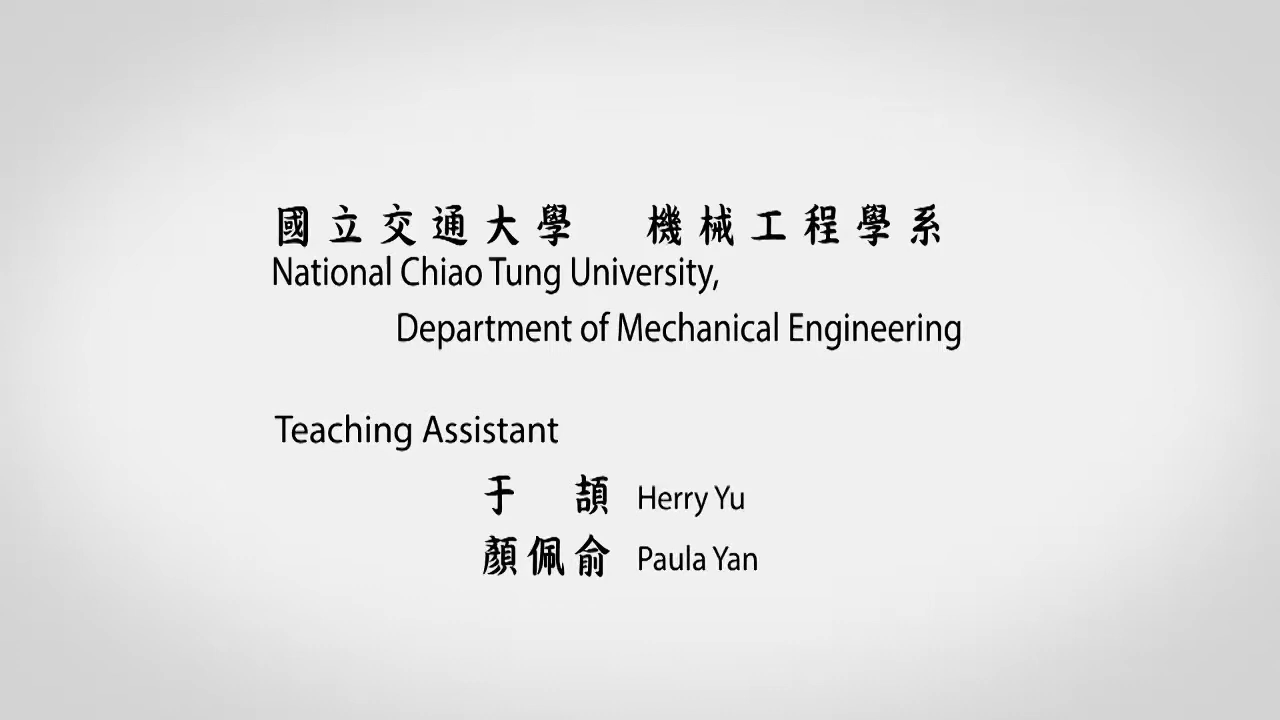 國立交通大學 機械工程學系
National Chiao Tung University,
Department of Mechanical Engineering
Teaching Assistant
于 頡 Herry Yu
顏佩俞 Paula Yan